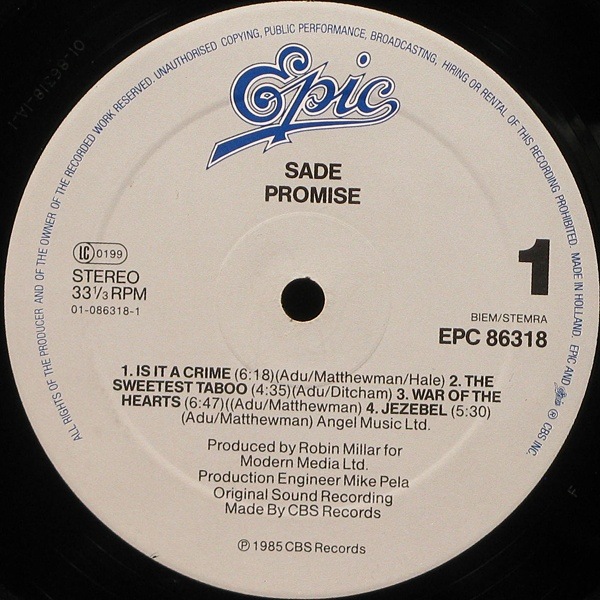 ALL RIGHTS OF THE PRODUCER AND OF THE OWNER OF THE RECORDED WORK RESERVED. UNAUTHORISED COPYING, PUBLIC PERFORMANCE, BROADCASTING, HIRING OR RENTAL OF THIS RECORDING PROHIBITED. MADE IN HOLLAND. EPIC AND Epic ® CBS INC.
Epic
SADE
PROMISE
LC 0199
STEREO
33 1/3 RPM
01-086318-1
1
BIEM/STEMRA
EPC 86318
1. IS IT A CRIME (6:18)(Adu/Matthewman/Hale) 2. THE
SWEETEST TABOO (4:35)(Adu/Ditcham) 3. WAR OF THE
HEARTS (6:47)((Adu/Matthewman) 4. JEZEBEL (5:30)
(Adu/Matthewman) Angel Music Ltd.
Produced by Robin Millar for
Modern Media Ltd.
Production Engineer Mike Pela
Original Sound Recording
Made By CBS Records
℗ 1985 CBS Records